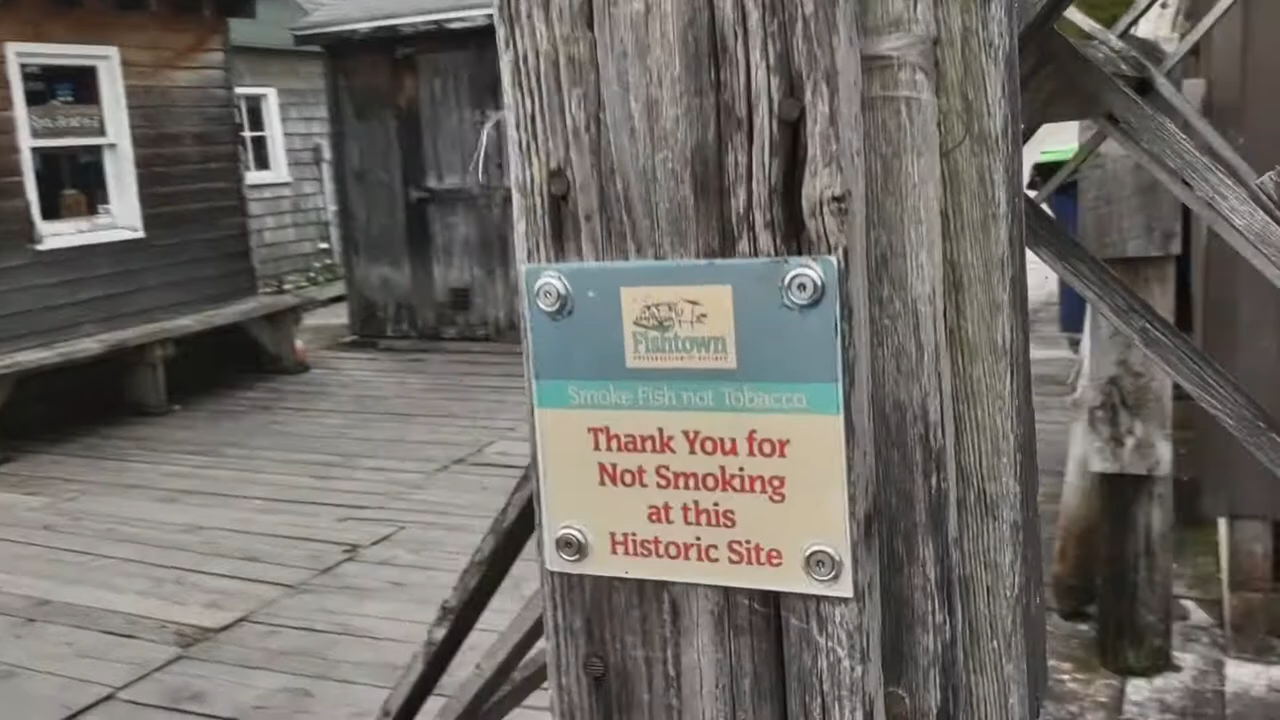 Fishtown
Smoke Fish not Tobacco
Thank You for
Not Smoking
at this
Historic Site